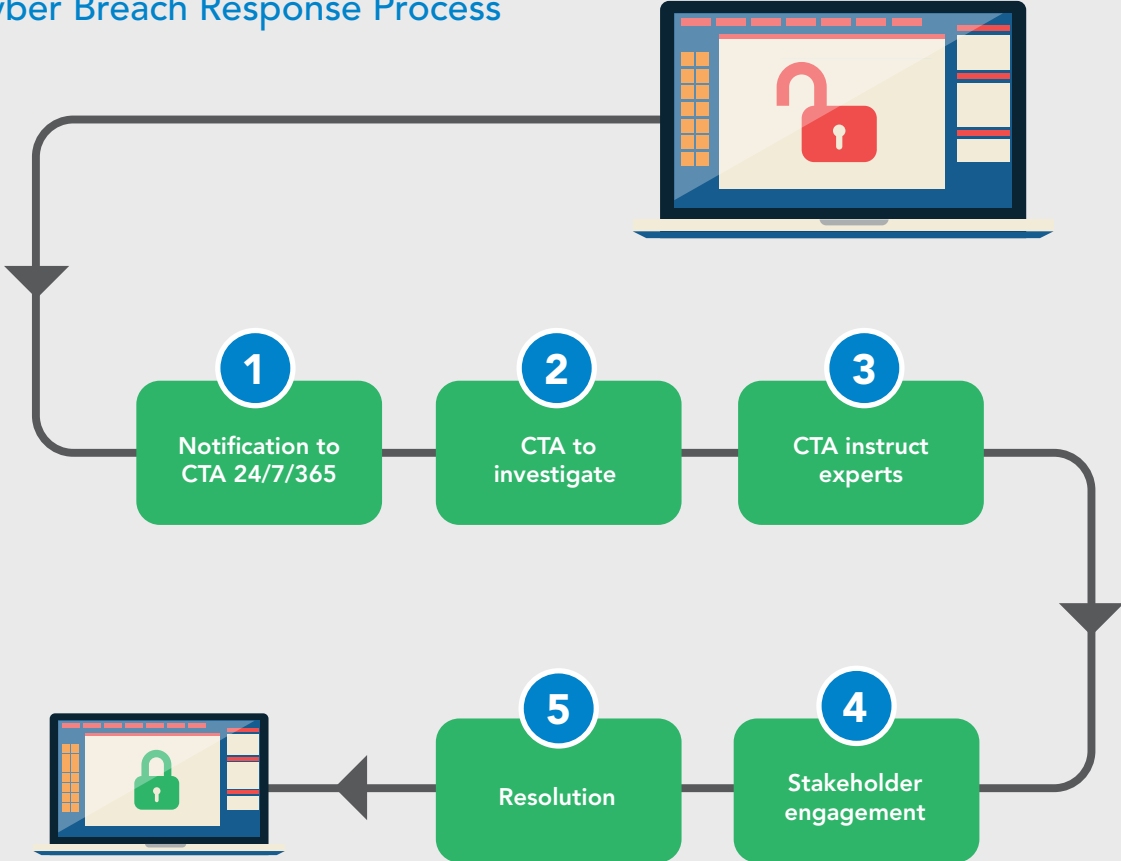 yber Breach Response Process
1
Notification to
CTA 24/7/365
2
CTA to
investigate
3
CTA instruct
experts
4
Stakeholder
engagement
5
Resolution